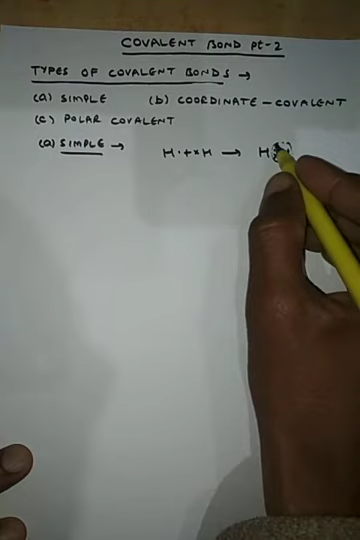 COVALENT BOND Pt-2
TYPES OF COVALENT BONDS →
(a) SIMPLE (b) COORDINATE - COVALENT
(c) POLAR COVALENT
(a) SIMPLE → H· + ×H → H